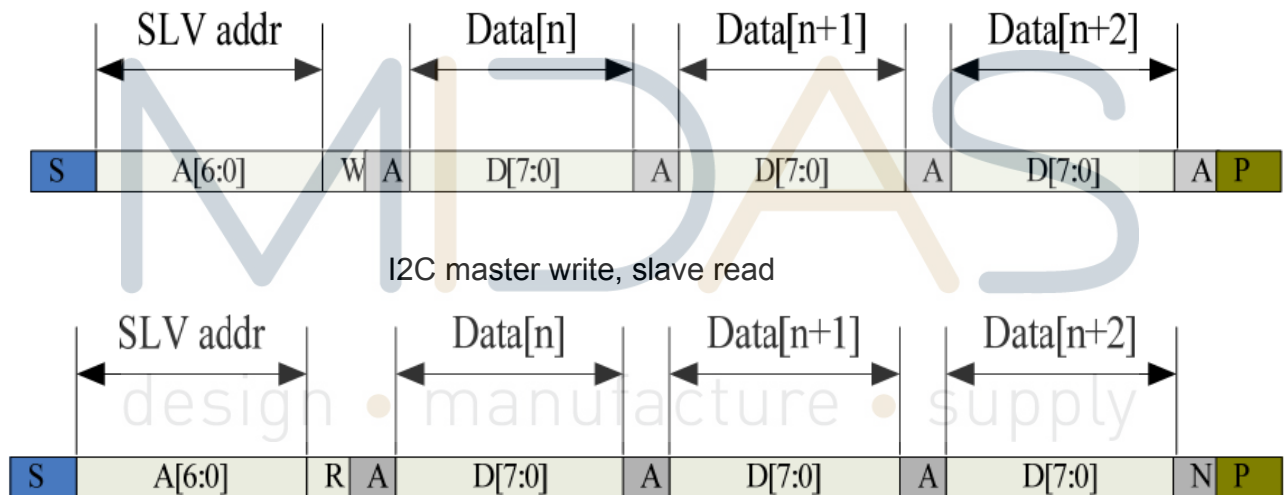 SLV addr Data[n] Data[n+1] Data[n+2]
S A[6:0] W A D[7:0] A D[7:0] A D[7:0] A P
MIDAS
I2C master write, slave read
SLV addr Data[n] Data[n+1] Data[n+2]
design • manufacture • supply
S A[6:0] R A D[7:0] A D[7:0] A D[7:0] N P